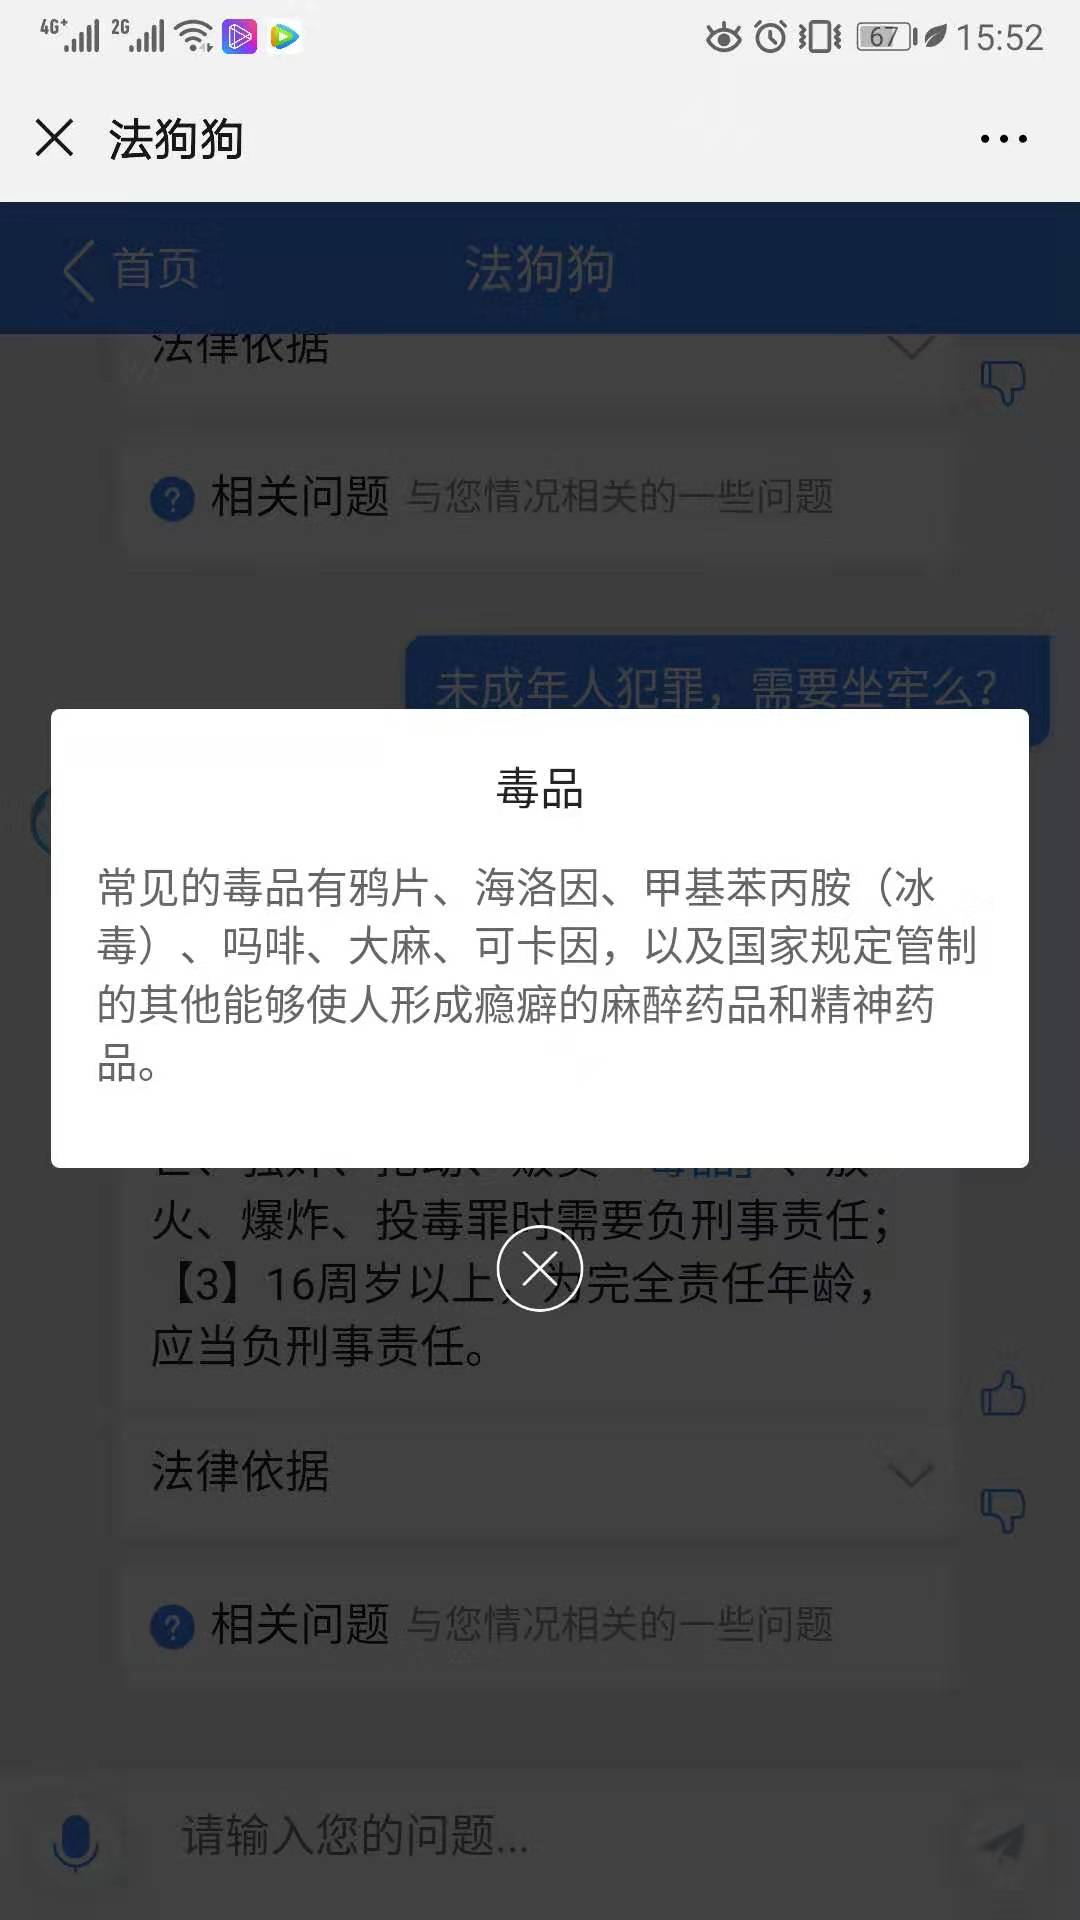 4G+ 2G 67 15:52
法狗狗
首页 法狗狗
法律依据
? 相关问题 与您情况相关的一些问题
未成年人犯罪，需要坐牢么？
毒品
常见的毒品有鸦片、海洛因、甲基苯丙胺（冰
毒）、吗啡、大麻、可卡因，以及国家规定管制
的其他能够使人形成瘾癖的麻醉药品和精神药
品。
火、爆炸、投毒罪时需要负刑事责任；
【3】16周岁以上，为完全责任年龄，
应当负刑事责任。
法律依据
? 相关问题 与您情况相关的一些问题
请输入您的问题...